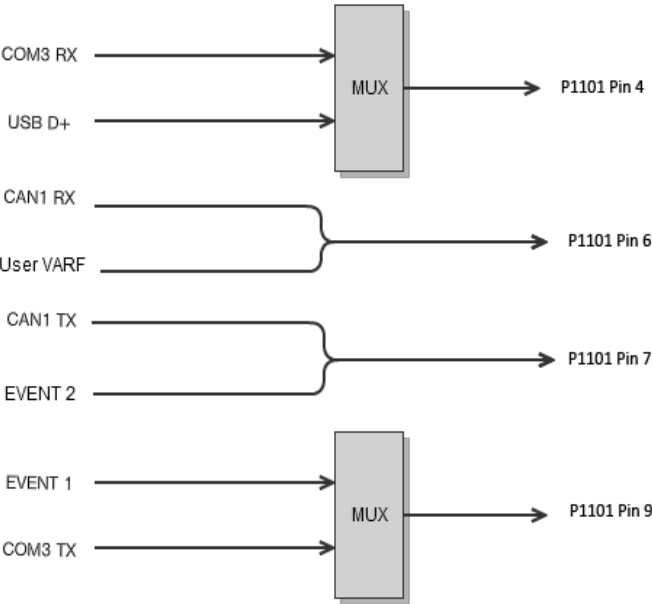 COM3 RX
MUX
P1101 Pin 4
USB D+
CAN1 RX
P1101 Pin 6
User VARF
CAN1 TX
P1101 Pin 7
EVENT 2
EVENT 1
MUX
P1101 Pin 9
COM3 TX